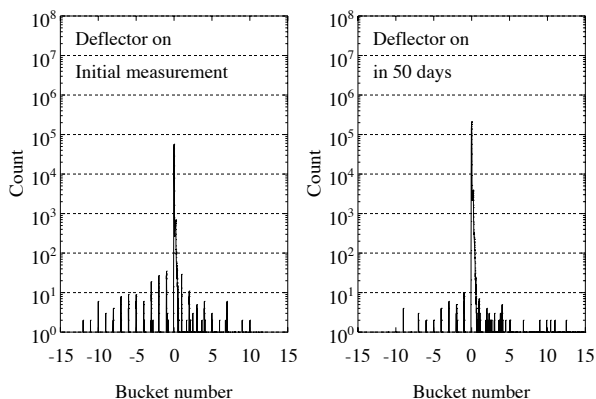 Deflector on
Initial measurement
Count
10^8
10^7
10^6
10^5
10^4
10^3
10^2
10^1
10^0
-15 -10 -5 0 5 10 15
Bucket number
Deflector on
in 50 days
Count
10^8
10^7
10^6
10^5
10^4
10^3
10^2
10^1
10^0
-15 -10 -5 0 5 10 15
Bucket number